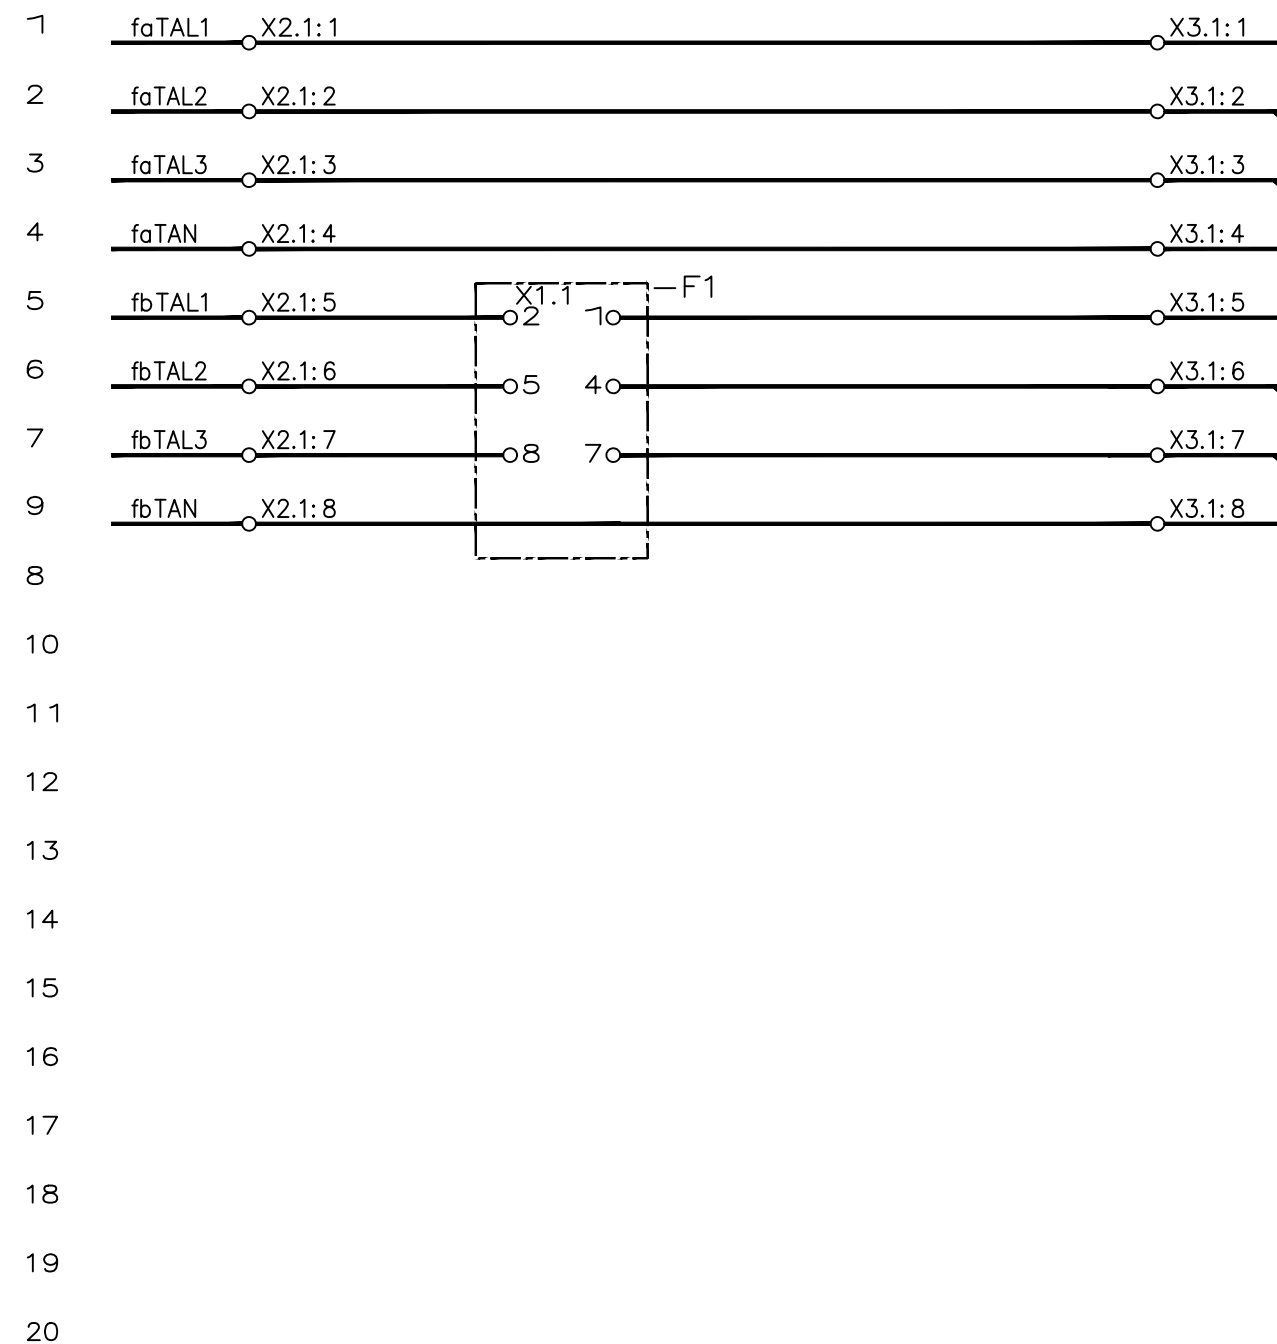 1 faTAL1 X2.1:1 X3.1:1
2 faTAL2 X2.1:2 X3.1:2
3 faTAL3 X2.1:3 X3.1:3
4 faTAN X2.1:4 X3.1:4
X1.1 -F1
5 fbTAL1 X2.1:5 2 1 X3.1:5
6 fbTAL2 X2.1:6 5 4 X3.1:6
7 fbTAL3 X2.1:7 8 7 X3.1:7
9 fbTAN X2.1:8 X3.1:8
8
10
11
12
13
14
15
16
17
18
19
20